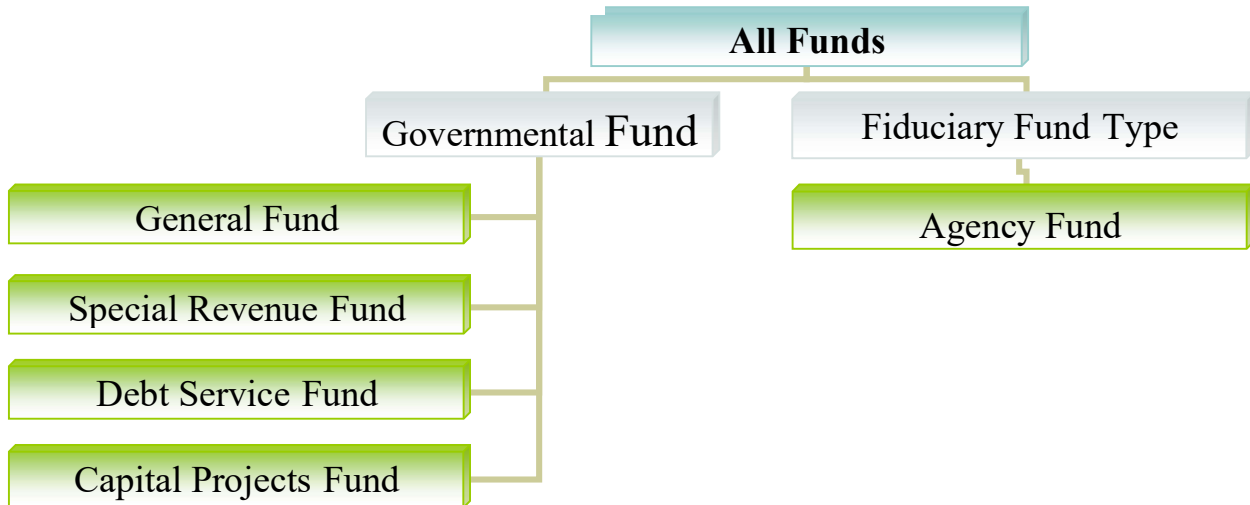 All Funds
Governmental Fund
Fiduciary Fund Type
General Fund
Agency Fund
Special Revenue Fund
Debt Service Fund
Capital Projects Fund